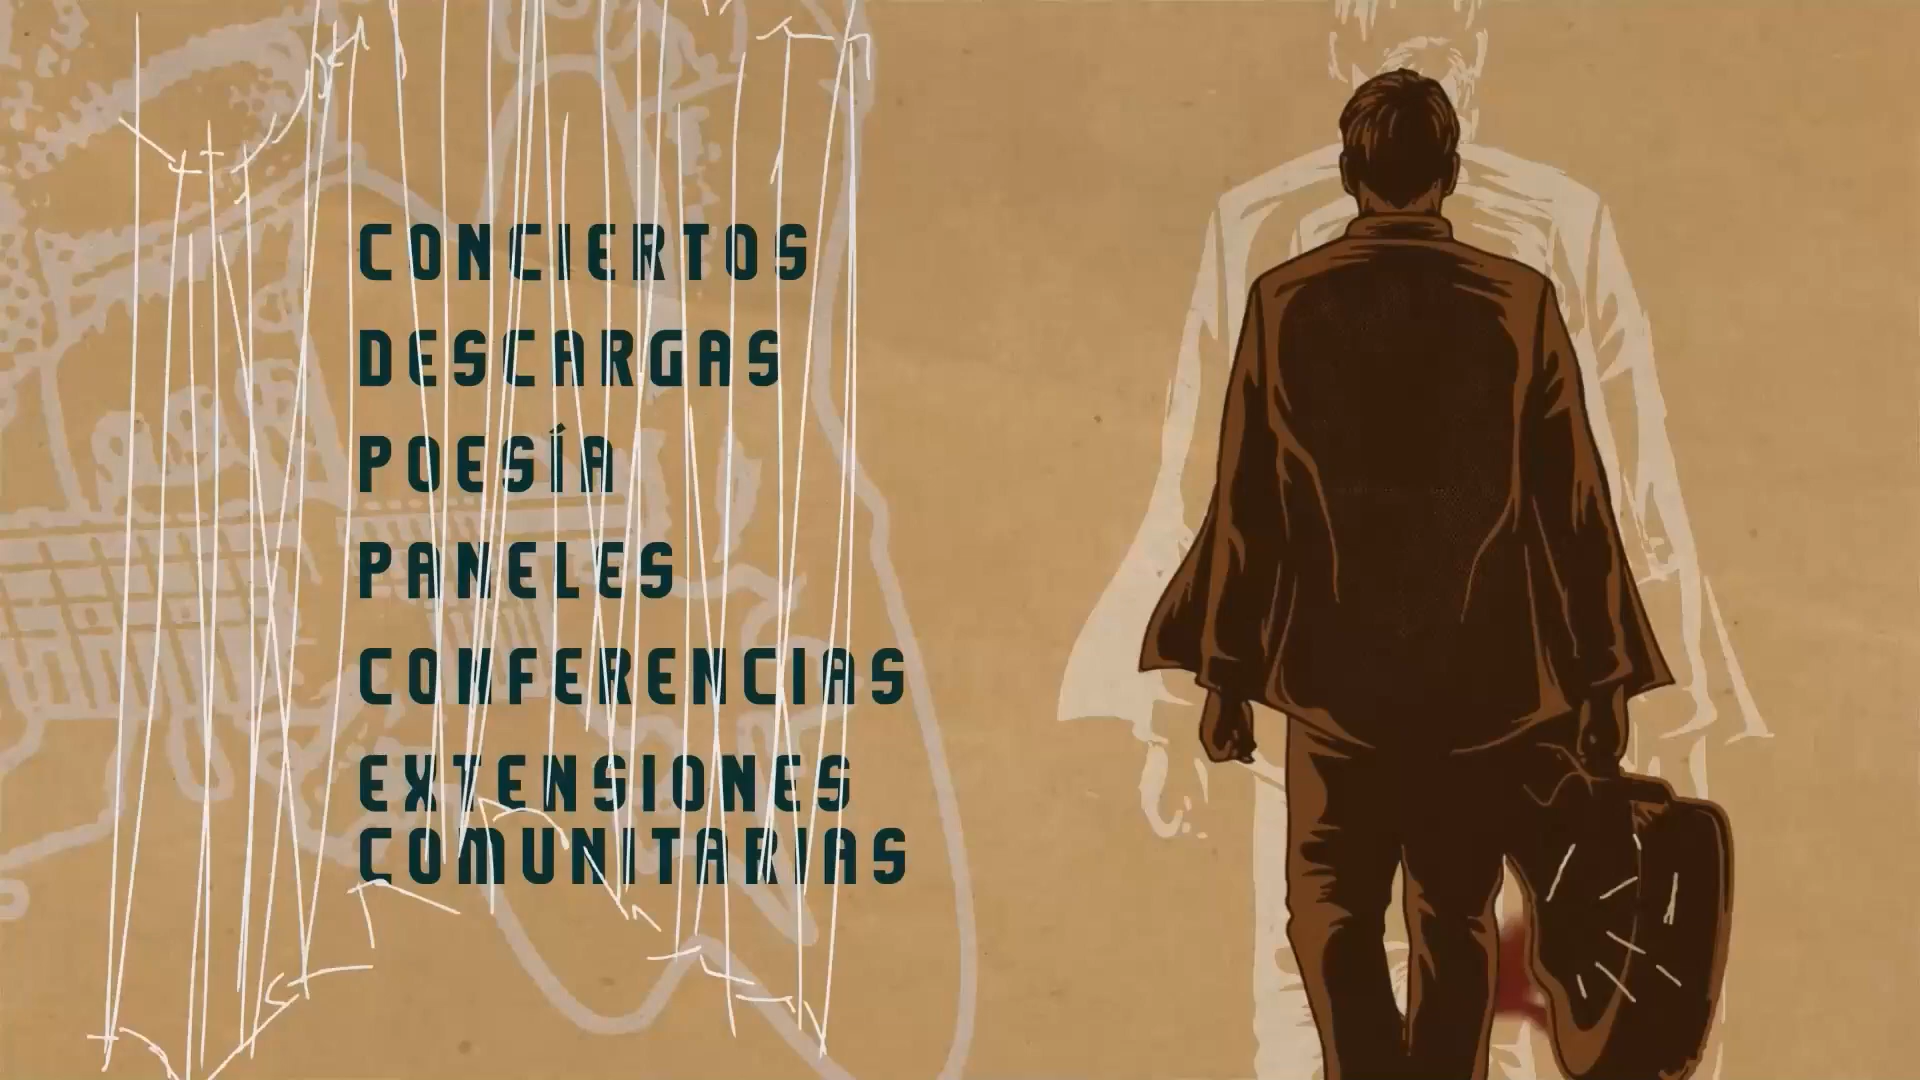 CONCIERTOS
DESCARGAS
POESÍA
PANELES
CONFERENCIAS
EXTENSIONES
COMUNITARIAS